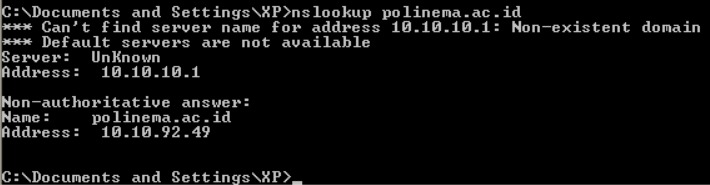 C:\Documents and Settings\XP>nslookup polinema.ac.id
*** Can't find server name for address 10.10.10.1: Non-existent domain
*** Default servers are not available
Server:  UnKnown
Address:  10.10.10.1

Non-authoritative answer:
Name:    polinema.ac.id
Address:  10.10.92.49

C:\Documents and Settings\XP>_